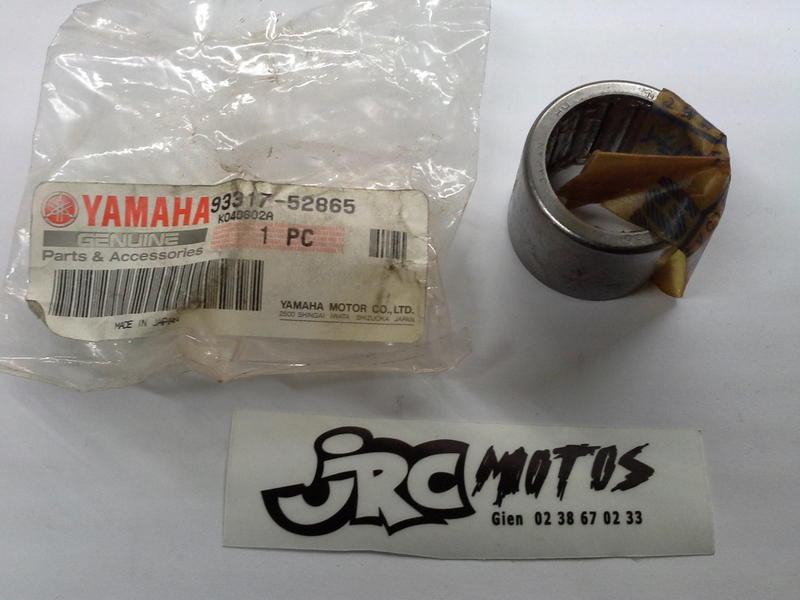 YAMAHA
93317-52865
K040802A
GENUINE
1 PC
Parts & Accessories
YAMAHA MOTOR CO.,LTD.
2500 SHINGAI IWATA SHIZUOKA JAPAN
MADE IN JAPAN
JAPAN
JRC MOTOS
Gien 02 38 67 02 33